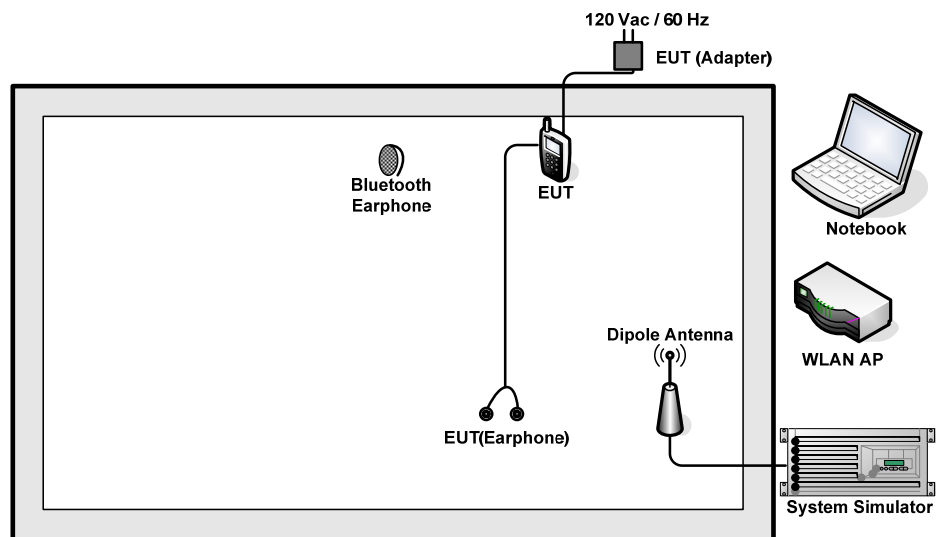 120 Vac / 60 Hz
EUT (Adapter)
Bluetooth
Earphone
EUT
Notebook
WLAN AP
Dipole Antenna
EUT(Earphone)
System Simulator